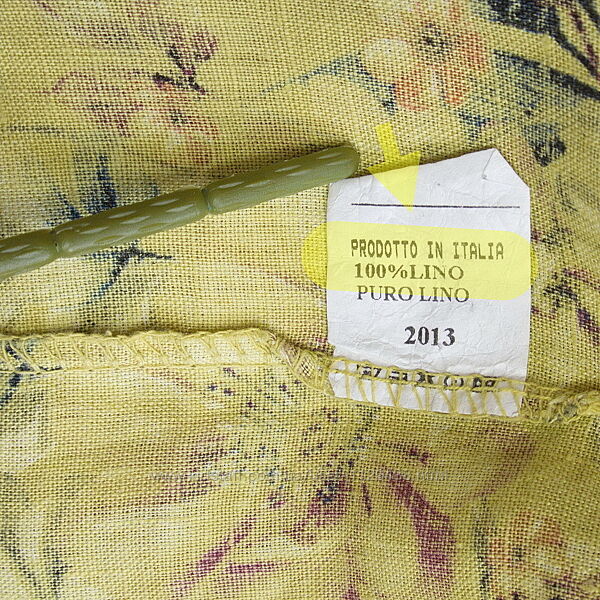 PRODOTTO IN ITALIA
100%LINO
PURO LINO
2013